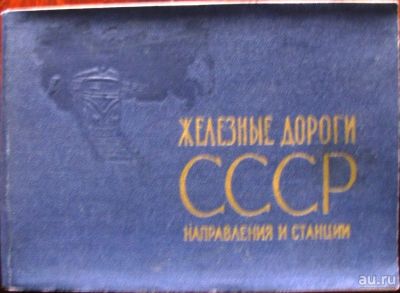 ЖЕЛЕЗНЫЕ ДОРОГИ
СССР
НАПРАВЛЕНИЯ И СТАНЦИИ
au.ru